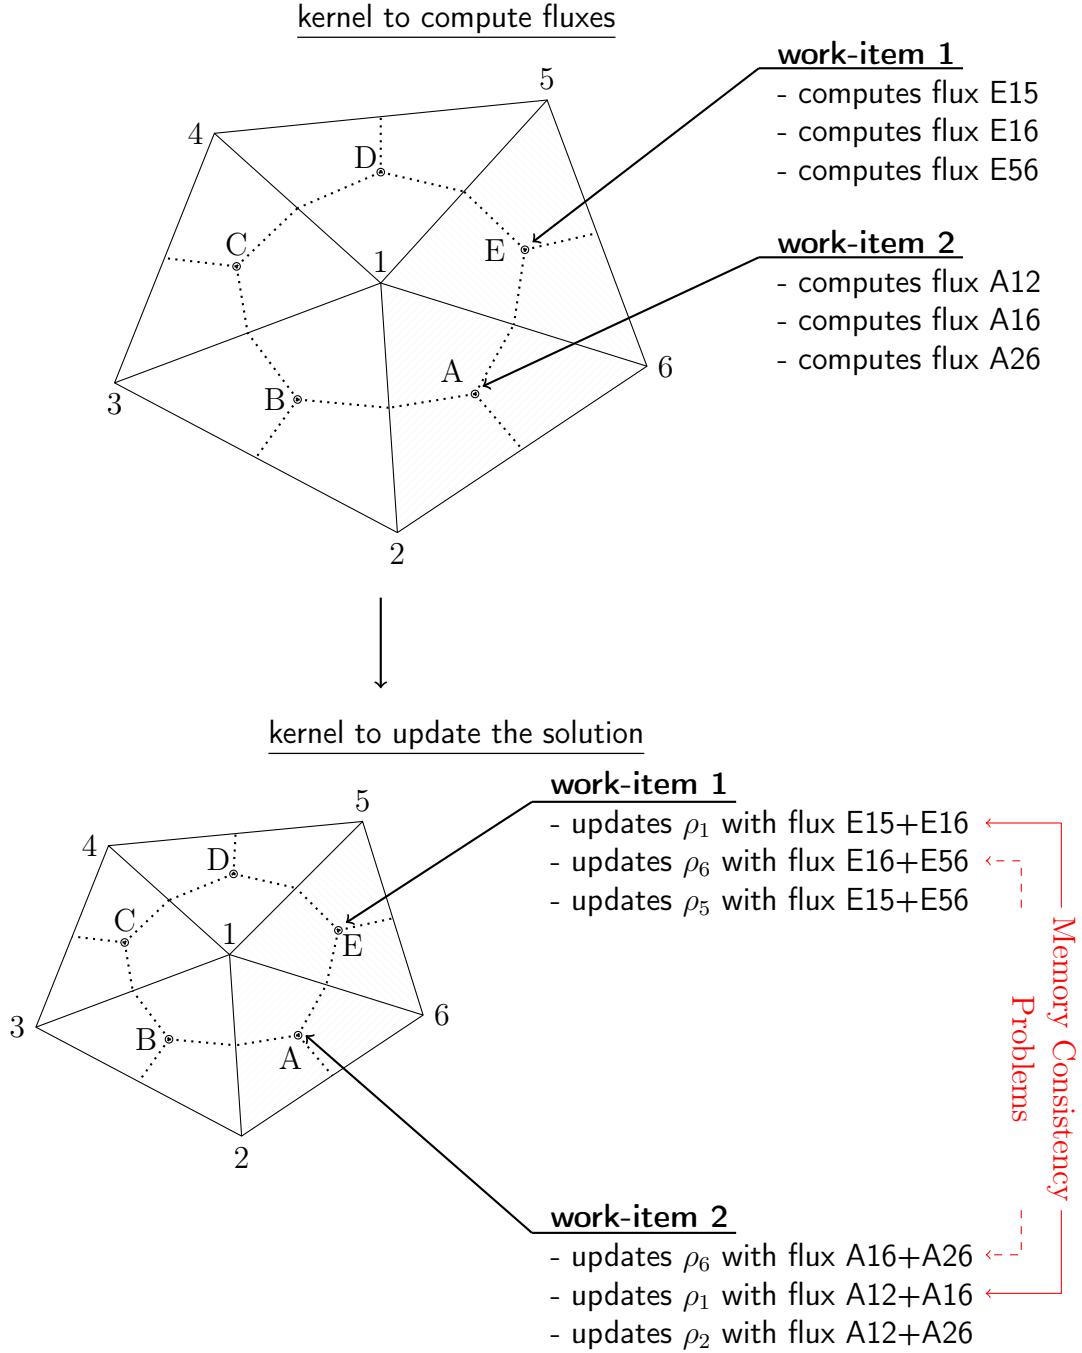 kernel to compute fluxes
work-item 1
- computes flux E15
- computes flux E16
- computes flux E56
work-item 2
- computes flux A12
- computes flux A16
- computes flux A26
5
4
D
C
E
1
A
B
6
3
2
kernel to update the solution
work-item 1
- updates ρ₁ with flux E15+E16
- updates ρ₆ with flux E16+E56
- updates ρ₅ with flux E15+E56
5
4
D
C
1
E
6
3
B
A
2
Memory Consistency
Problems
work-item 2
- updates ρ₆ with flux A16+A26
- updates ρ₁ with flux A12+A16
- updates ρ₂ with flux A12+A26